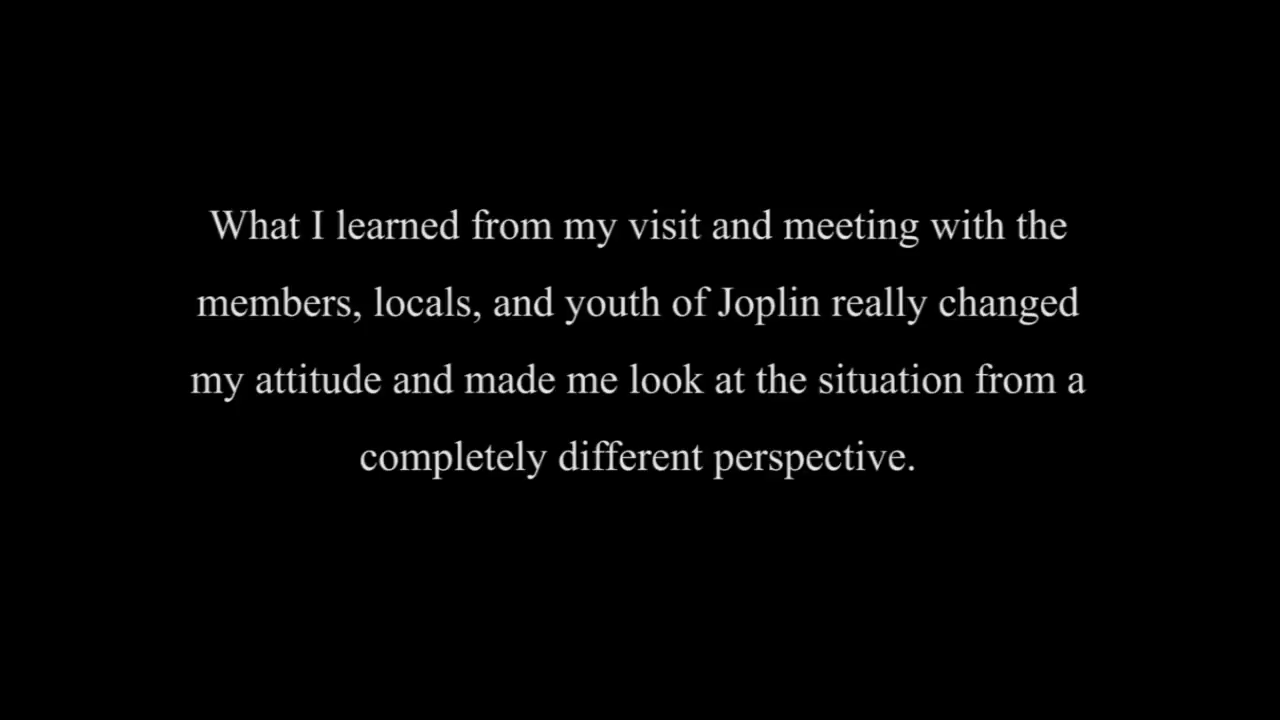 What I learned from my visit and meeting with the
members, locals, and youth of Joplin really changed
my attitude and made me look at the situation from a
completely different perspective.